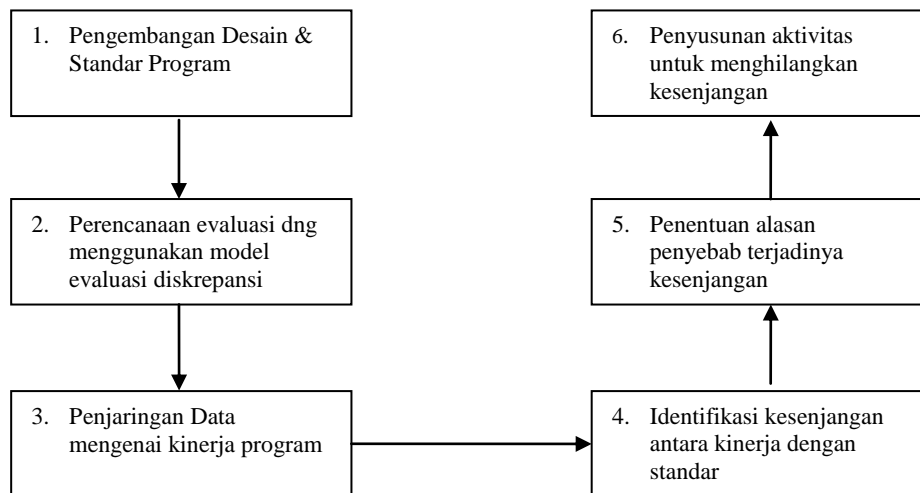 1. Pengembangan Desain &
Standar Program
2. Perencanaan evaluasi dng
menggunakan model
evaluasi diskrepansi
3. Penjaringan Data
mengenai kinerja program
4. Identifikasi kesenjangan
antara kinerja dengan
standar
5. Penentuan alasan
penyebab terjadinya
kesenjangan
6. Penyusunan aktivitas
untuk menghilangkan
kesenjangan